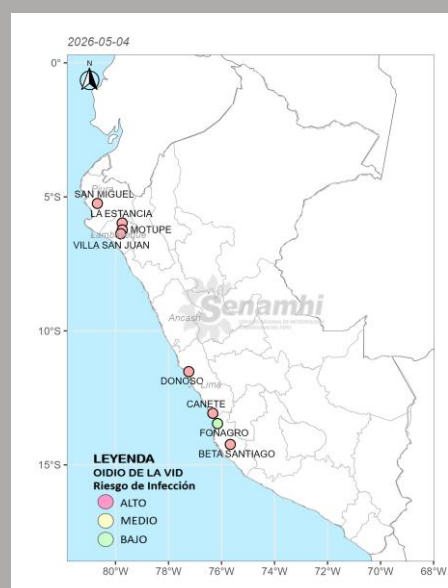 2026-05-04
N
0°
Piura
SAN MIGUEL
5°S
LA ESTANCIA
MOTUPE
Lambayeque
VILLA SAN JUAN
Senamhi
10°S
Ancash
DONOSO
Lima
CANETE
FONAGRO
BETA SANTIAGO
LEYENDA
OIDIO DE LA VID
Riesgo de Infección
ALTO
MEDIO
BAJO
15°S
80°W 78°W 76°W 74°W 72°W 70°W 68°W